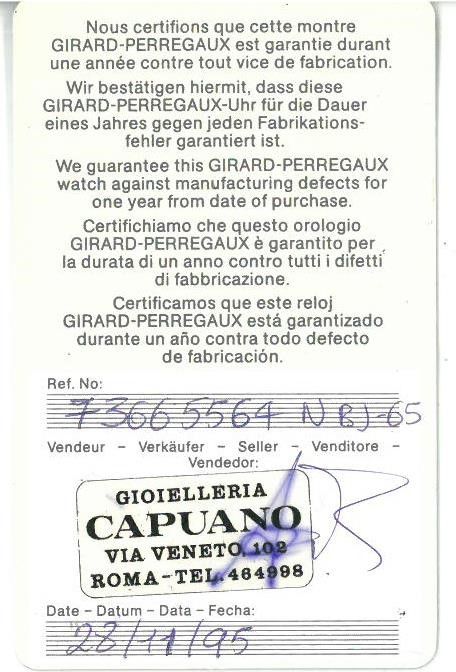 Nous certifions que cette montre
GIRARD-PERREGAUX est garantie durant
une année contre tout vice de fabrication.
Wir bestätigen hiermit, dass diese
GIRARD-PERREGAUX-Uhr für die Dauer
eines Jahres gegen jeden Fabrikations-
fehler garantiert ist.
We guarantee this GIRARD-PERREGAUX
watch against manufacturing defects for
one year from date of purchase.
Certifichiamo che questo orologio
GIRARD-PERREGAUX è garantito per
la durata di un anno contro tutti i difetti
di fabbricazione.
Certificamos que este reloj
GIRARD-PERREGAUX está garantizado
durante un año contra todo defecto
de fabricación.
Ref. No:
73665564 NBJ-65
Vendeur – Verkäufer – Seller – Venditore –
Vendedor:
GIOIELLERIA
CAPUANO
VIA VENETO, 102
ROMA-TEL. 464998
Date – Datum – Data – Fecha:
28/11/95